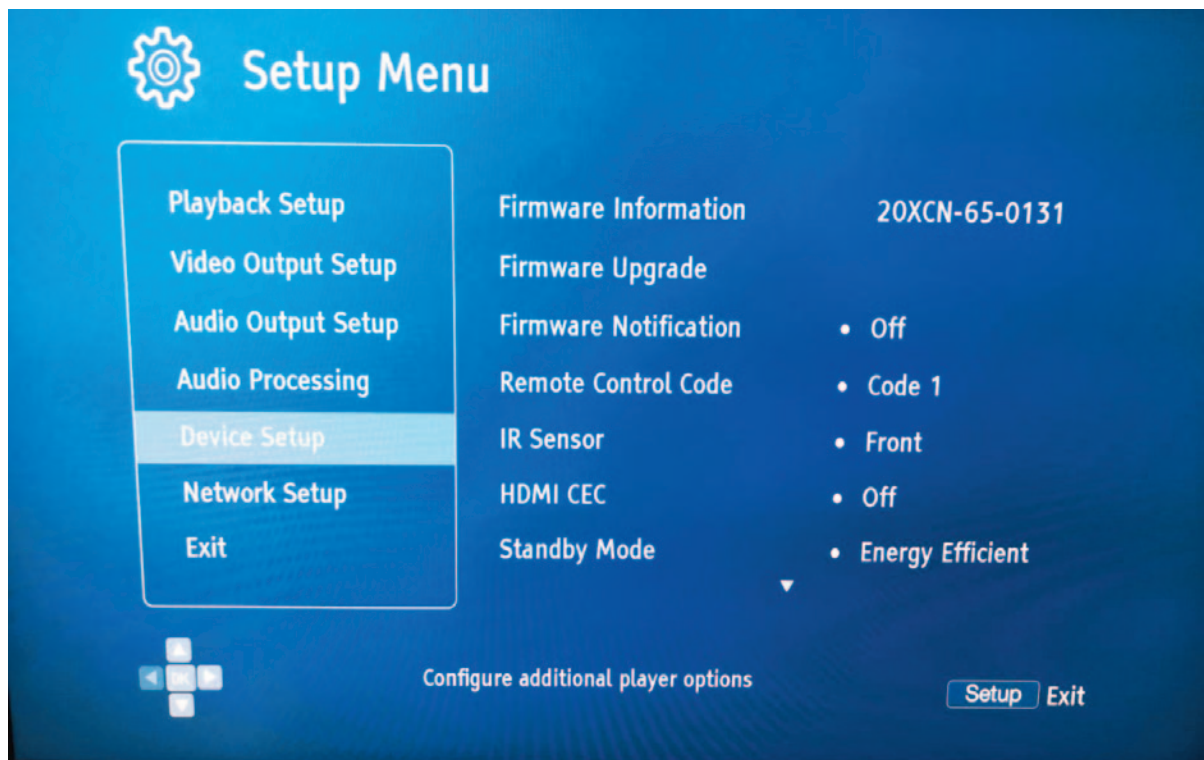 Setup Menu
Playback Setup
Video Output Setup
Audio Output Setup
Audio Processing
Device Setup
Network Setup
Exit
Firmware Information 20XCN-65-0131
Firmware Upgrade
Firmware Notification • Off
Remote Control Code • Code 1
IR Sensor • Front
HDMI CEC • Off
Standby Mode • Energy Efficient
OK
Configure additional player options
Setup Exit